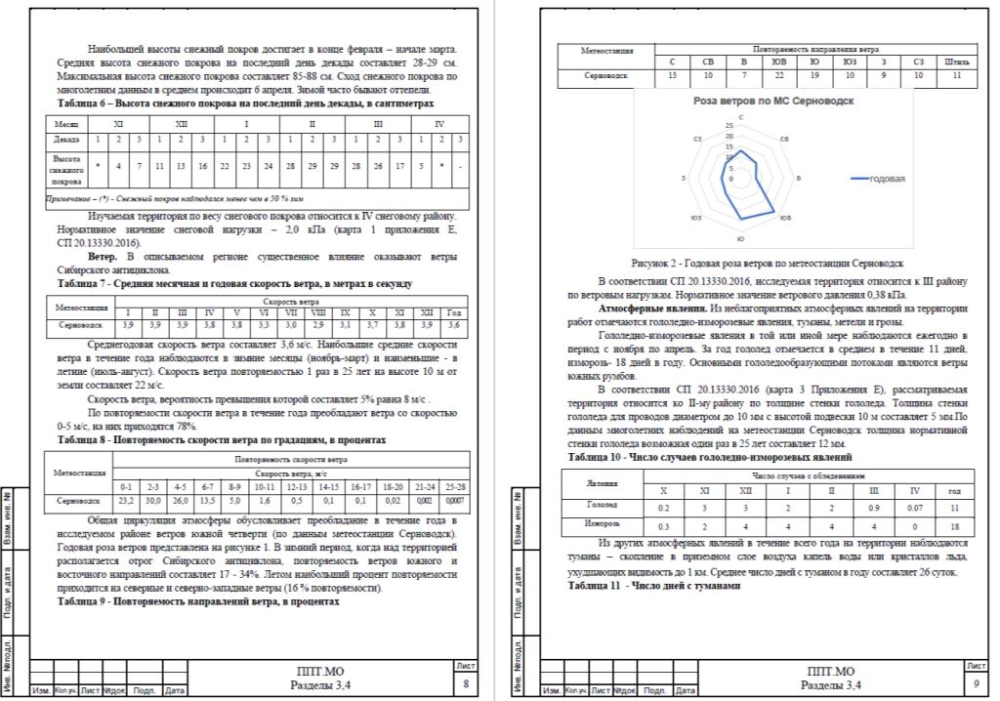 Наибольшей высоты снежный покров достигает в конце февраля – начале марта.
Средняя высота снежного покрова на последний день декады составляет 28-29 см.
Максимальная высота снежного покрова составляет 85-88 см. Сход снежного покрова по
многолетним данным в среднем происходит 6 апреля. Зимой часто бывают оттепели.
Таблица 6 – Высота снежного покрова на последний день декады, в сантиметрах
Месяц XI XII I II III IV
Декада 1 2 3 1 2 3 1 2 3 1 2 3 1 2 3 1 2 3
Высота снежного покрова * 4 7 11 13 16 22 23 24 28 29 29 28 26 17 5 * -
Примечание – (*) - Снежный покров наблюдался менее чем в 50 % зим
Изучаемая территория по весу снегового покрова относится к IV снеговому району.
Нормативное значение снеговой нагрузки – 2,0 кПа (карта 1 приложения Е,
СП 20.13330.2016).
Ветер. В описываемом регионе существенное влияние оказывают ветры
Сибирского антициклона.
Таблица 7 - Средняя месячная и годовая скорость ветра, в метрах в секунду
Метеостанция Скорость ветра
I II III IV V VI VII VIII IX X XI XII Год
Серноводск 3,9 3,9 3,9 3,8 3,8 3,3 3,0 2,9 3,1 3,7 3,8 3,9 3,6
Среднегодовая скорость ветра составляет 3,6 м/с. Наибольшие средние скорости
ветра в течение года наблюдаются в зимние месяцы (ноябрь-март) и наименьшие - в
летние (июль-август). Скорость ветра повторяемостью 1 раз в 25 лет на высоте 10 м от
земли составляет 22 м/с.
Скорость ветра, вероятность превышения которой составляет 5% равна 8 м/с .
По повторяемости скорости ветра в течение года преобладают ветра со скоростью
0-5 м/с, на них приходятся 78%.
Таблица 8 - Повторяемость скорости ветра по градациям, в процентах
Метеостанция Повторяемость скорости ветра
Скорость ветра, м/с
0-1 2-3 4-5 6-7 8-9 10-11 12-13 14-15 16-17 18-20 21-24 25-28
Серноводск 23,2 30,0 26,0 13,5 5,0 1,6 0,5 0,1 0,1 0,02 0,002 0,0007
Общая циркуляция атмосферы обусловливает преобладание в течение года в
исследуемом районе ветров южной четверти (по данным метеостанции Серноводск).
Годовая роза ветров представлена на рисунке 1. В зимний период, когда над территорией
располагается отрог Сибирского антициклона, повторяемость ветров южного и
восточного направлений составляет 17 - 34%. Летом наибольший процент повторяемости
приходится на северные и северно-западные ветры (16 % повторяемости).
Таблица 9 - Повторяемость направлений ветра, в процентах
Взам. инв. №
Подп. и дата
Инв. №подл.
Изм. Кол.уч. Лист №док Подп. Дата
ППТ.МО
Разделы 3,4
Лист
8
Метеостанция Повторяемость направления ветра
С СВ В ЮВ Ю ЮЗ З СЗ Штиль
Серноводск 13 10 7 22 19 10 9 10 11
Роза ветров по МС Серноводск
С
СВ
В
ЮВ
Ю
ЮЗ
З
СЗ
25
20
15
10
5
0
годовая
Рисунок 2 - Годовая роза ветров по метеостанции Серноводск
В соответствии СП 20.13330.2016, исследуемая территория относится к III району
по ветровым нагрузкам. Нормативное значение ветрового давления 0,38 кПа.
Атмосферные явления. Из неблагоприятных атмосферных явлений на территории
работ отмечаются гололедно-изморозевые явления, туманы, метели и грозы.
Гололедно-изморозевые явления в той или иной мере наблюдаются ежегодно в
период с ноября по апрель. За год гололед отмечается в среднем в течение 11 дней,
изморозь- 18 дней в году. Основными гололедообразующими потоками являются ветры
южных румбов.
В соответствии СП 20.13330.2016 (карта 3 Приложения Е), рассматриваемая
территория относится ко II-му району по толщине стенки гололеда. Толщина стенки
гололеда для проводов диаметром до 10 мм с высотой подвески 10 м составляет 5 мм.По
данным многолетних наблюдений на метеостанции Серноводск толщина нормативной
стенки гололеда возможная один раз в 25 лет составляет 12 мм.
Таблица 10 - Число случаев гололедно-изморозевых явлений
Явления Число случаев с обледенением
X XI XII I II III IV год
Гололед 0.2 3 3 2 2 0.9 0.07 11
Изморозь 0.3 2 4 4 4 4 0 18
Из других атмосферных явлений в течение всего года на территории наблюдаются
туманы – скопление в приземном слое воздуха капель воды или кристаллов льда,
ухудшающих видимость до 1 км. Среднее число дней с туманом в году составляет 26 суток.
Таблица 11 - Число дней с туманами
Взам. инв. №
Подп. и дата
Инв. №подл.
Изм. Кол.уч. Лист №док Подп. Дата
ППТ.МО
Разделы 3,4
Лист
9